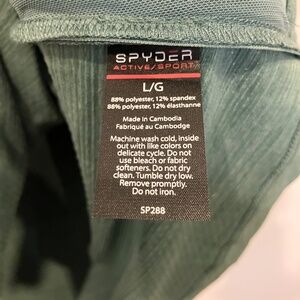 SPYDER
ACTIVE/SPORT
L/G
88% polyester, 12% spandex
88% polyester, 12% élasthanne
Made in Cambodia
Fabriqué au Cambodge
Machine wash cold, inside
out with like colors on
delicate cycle. Do not
use bleach or fabric
softeners. Do not dry
clean. Tumble dry low.
Remove promptly.
Do not iron.
SP288